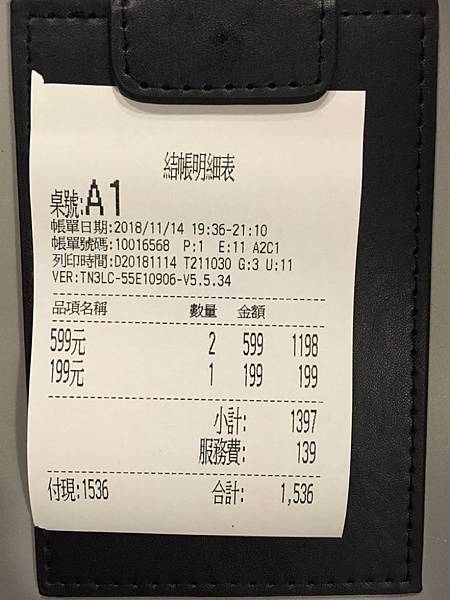 結帳明細表
桌號:A1
帳單日期:2018/11/14 19:36-21:10
帳單號碼:10016568 P:1 E:11 A2C1
列印時間:D20181114 T211030 G:3 U:11
VER:TN3LC-55E10906-V5.5.34
品項名稱 數量 金額
599元 2 599 1198
199元 1 199 199
小計: 1397
服務費: 139
付現:1536 合計: 1,536